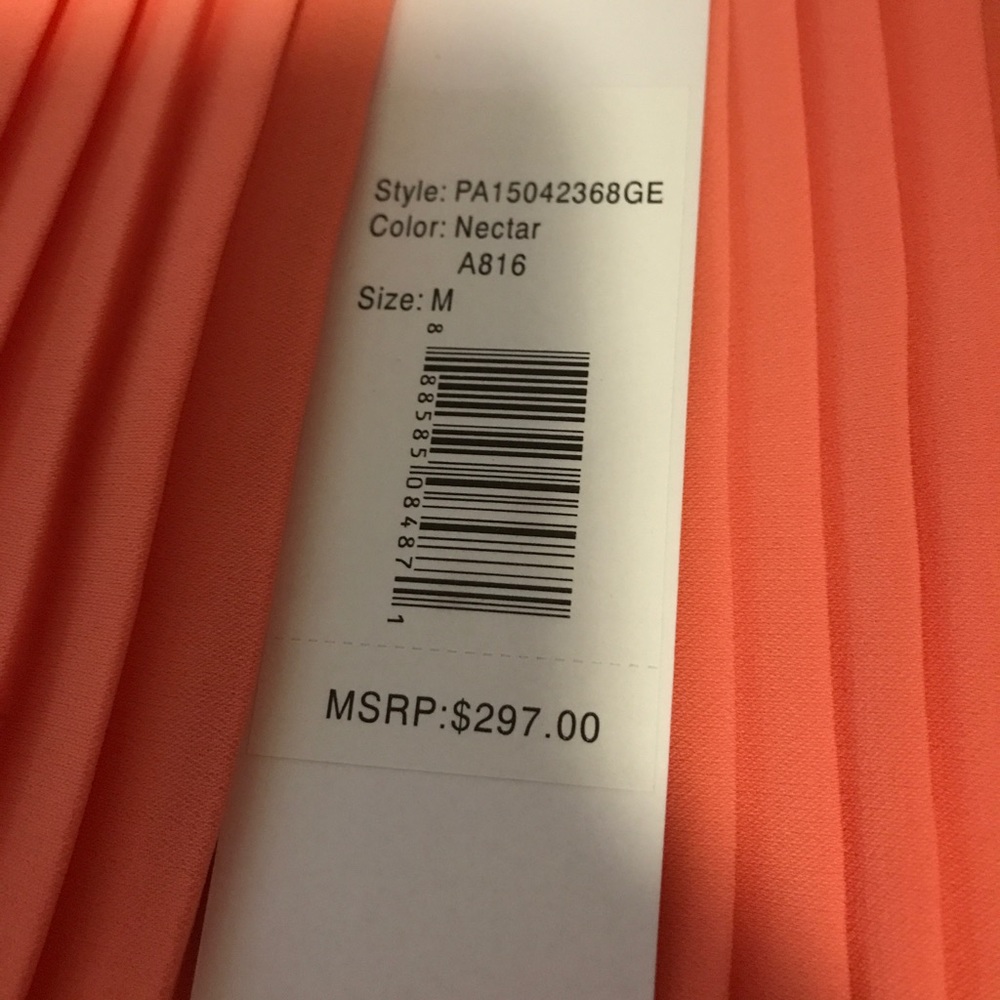 Style: PA15042368GE
Color: Nectar
A816
Size: M
8 88585 08487 1
MSRP:$297.00